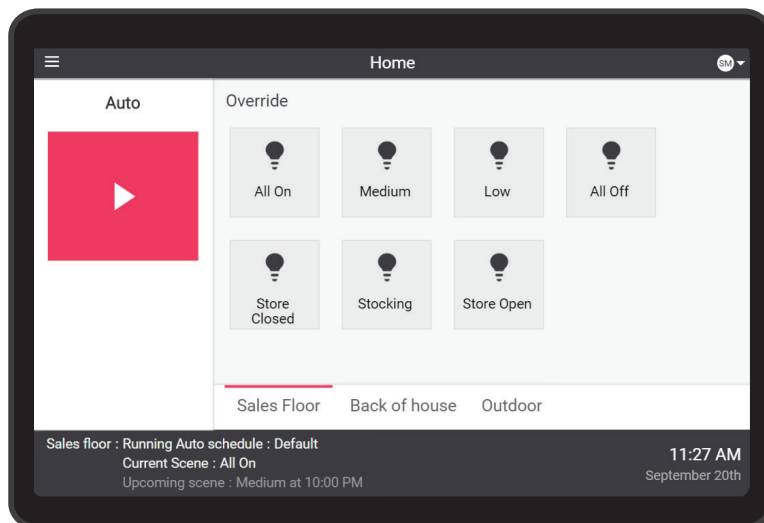 Home
SM
Auto
Override
All On
Medium
Low
All Off
Store
Closed
Stocking
Store Open
Sales Floor
Back of house
Outdoor
Sales floor : Running Auto schedule : Default
Current Scene : All On
Upcoming scene : Medium at 10:00 PM
11:27 AM
September 20th